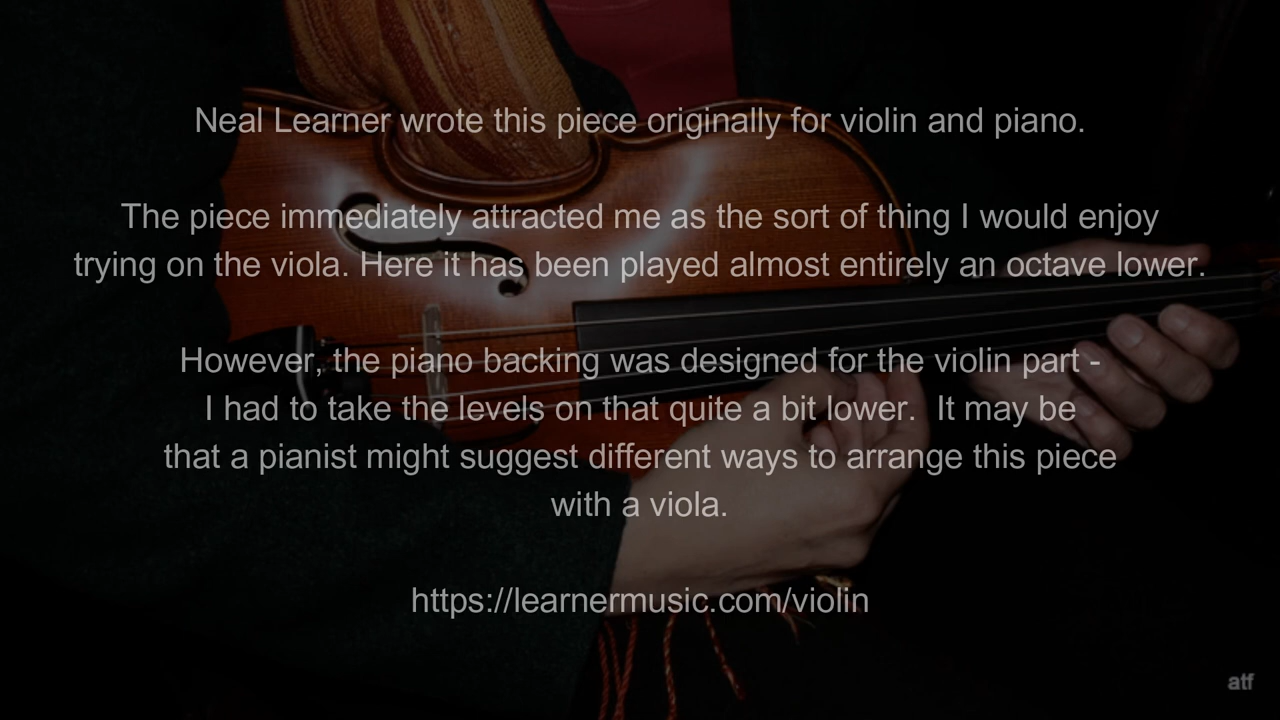 Neal Learner wrote this piece originally for violin and piano.
The piece immediately attracted me as the sort of thing I would enjoy
trying on the viola. Here it has been played almost entirely an octave lower.
However, the piano backing was designed for the violin part -
I had to take the levels on that quite a bit lower.  It may be
that a pianist might suggest different ways to arrange this piece
with a viola.
https://learnermusic.com/violin
atf